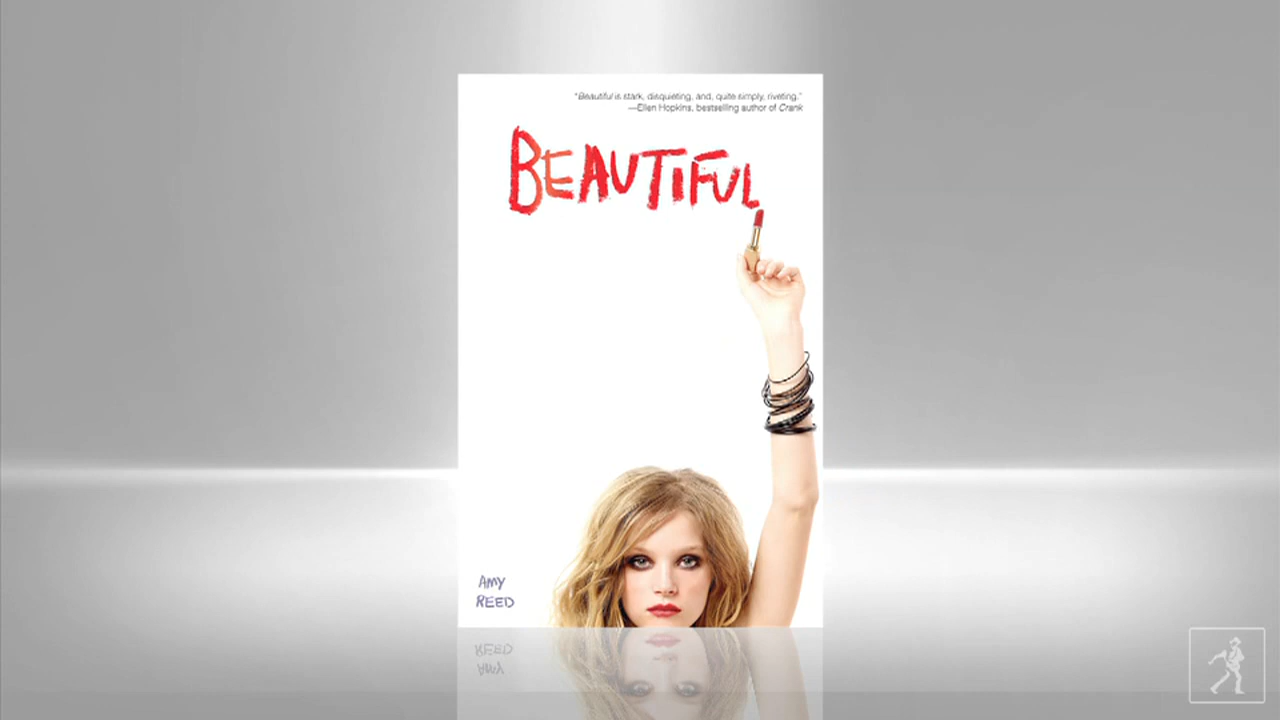 "Beautiful is stark, disquieting, and, quite simply, riveting."
—Ellen Hopkins, bestselling author of Crank
BEAUTIFUL
AMY
REED